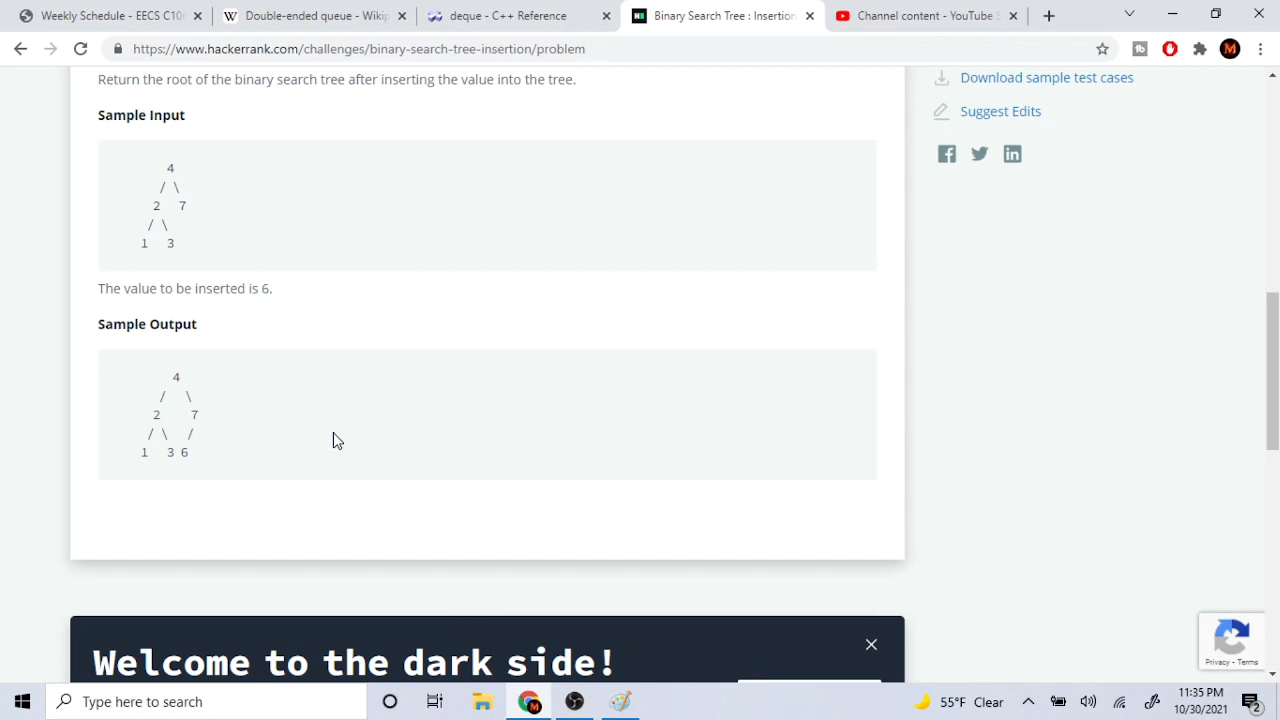 Weekly Schedule - EECS C106
Double-ended queue - Wikip
deque - C++ Reference
Binary Search Tree : Insertion
Channel content - YouTube S
https://www.hackerrank.com/challenges/binary-search-tree-insertion/problem
Return the root of the binary search tree after inserting the value into the tree.
Download sample test cases
Suggest Edits
Sample Input
4
/ \
2 7
/ \
1 3
The value to be inserted is 6.
Sample Output
4
/ \
2 7
/ \ /
1 3 6
Welcome to the dark side!
Privacy - Terms
Type here to search
55°F Clear
11:35 PM
10/30/2021
2